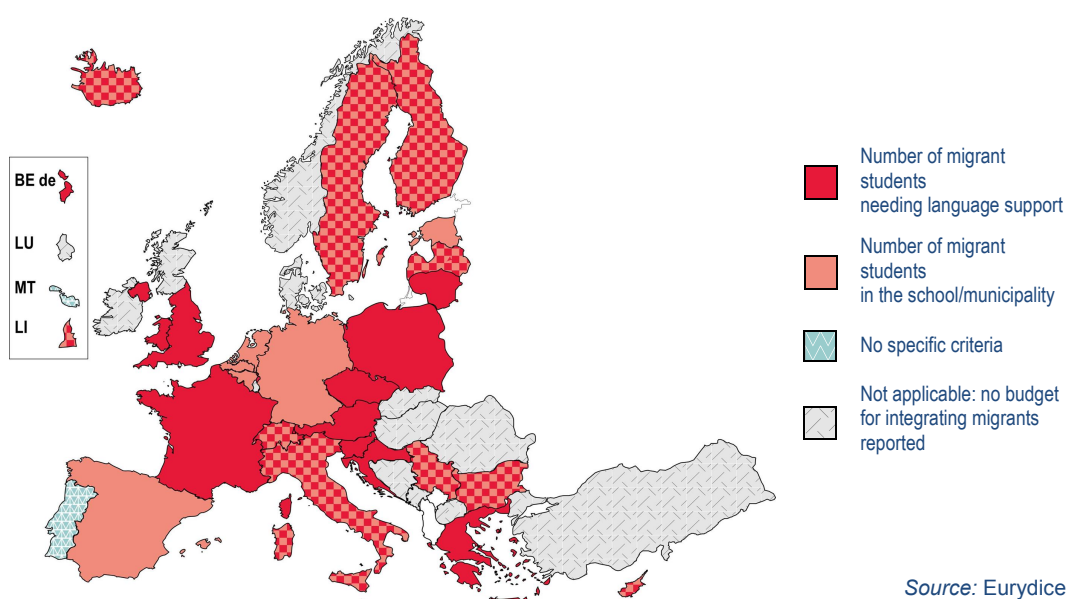 BE de
LU
MT
LI
Number of migrant
students
needing language support
Number of migrant
students
in the school/municipality
No specific criteria
Not applicable: no budget
for integrating migrants
reported
Source: Eurydice